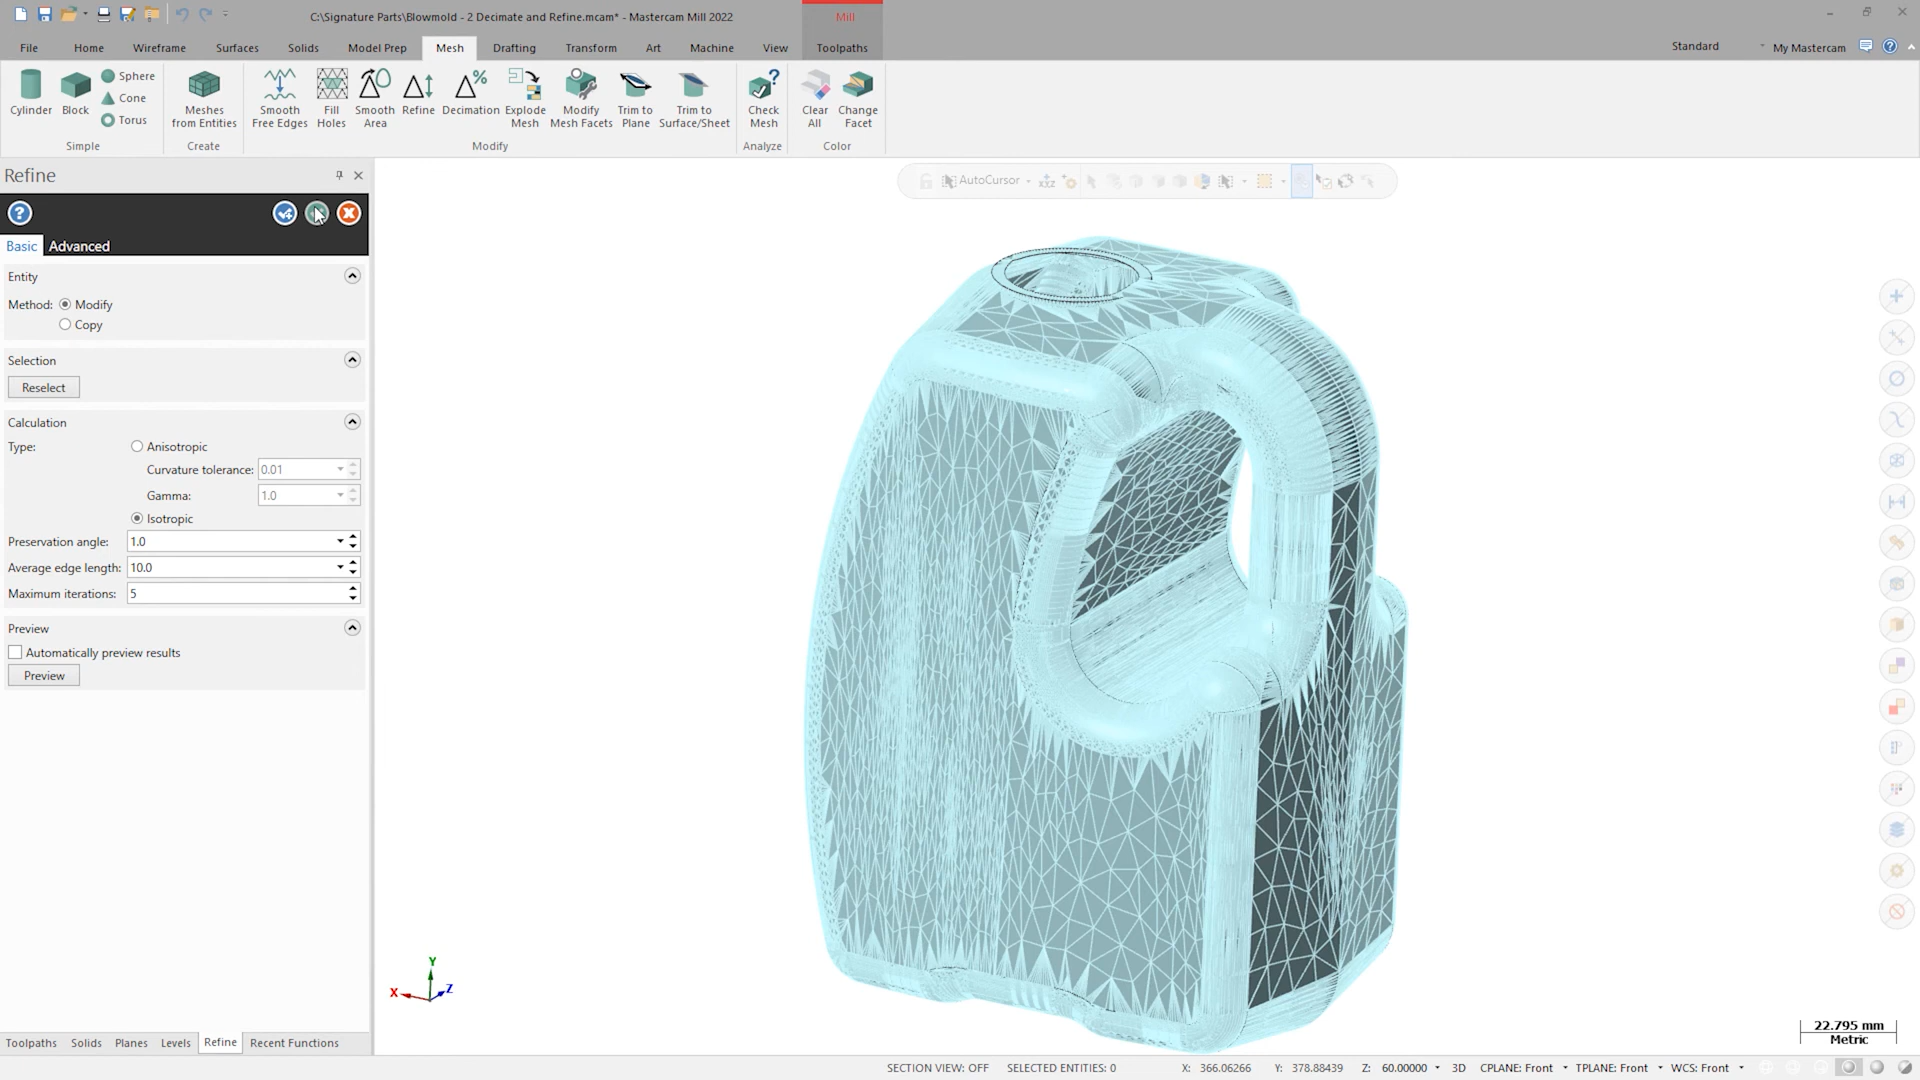 C:\Signature Parts\Blowmold - 2 Decimate and Refine.mcam* - Mastercam Mill 2022
Mill
File Home Wireframe Surfaces Solids Model Prep Mesh Drafting Transform Art Machine View Toolpaths
Standard My Mastercam
Cylinder Block
Sphere
Cone
Torus
Simple
Meshes
from Entities
Create
Smooth
Free Edges
Fill
Holes
Smooth
Area
Refine
Decimation
Explode
Mesh
Modify
Mesh Facets
Trim to
Plane
Trim to
Surface/Sheet
Modify
Check
Mesh
Analyze
Clear
All
Change
Facet
Color
Refine
AutoCursor
Basic Advanced
Entity
Method: Modify
Copy
Selection
Reselect
Calculation
Type: Anisotropic
Curvature tolerance: 0.01
Gamma: 1.0
Isotropic
Preservation angle: 1.0
Average edge length: 10.0
Maximum iterations: 5
Preview
Automatically preview results
Preview
Y
X
Z
22.795 mm
Metric
Toolpaths Solids Planes Levels Refine Recent Functions
SECTION VIEW: OFF SELECTED ENTITIES: 0 X: 366.06266 Y: 378.88439 Z: 60.00000 3D CPLANE: Front TPLANE: Front WCS: Front